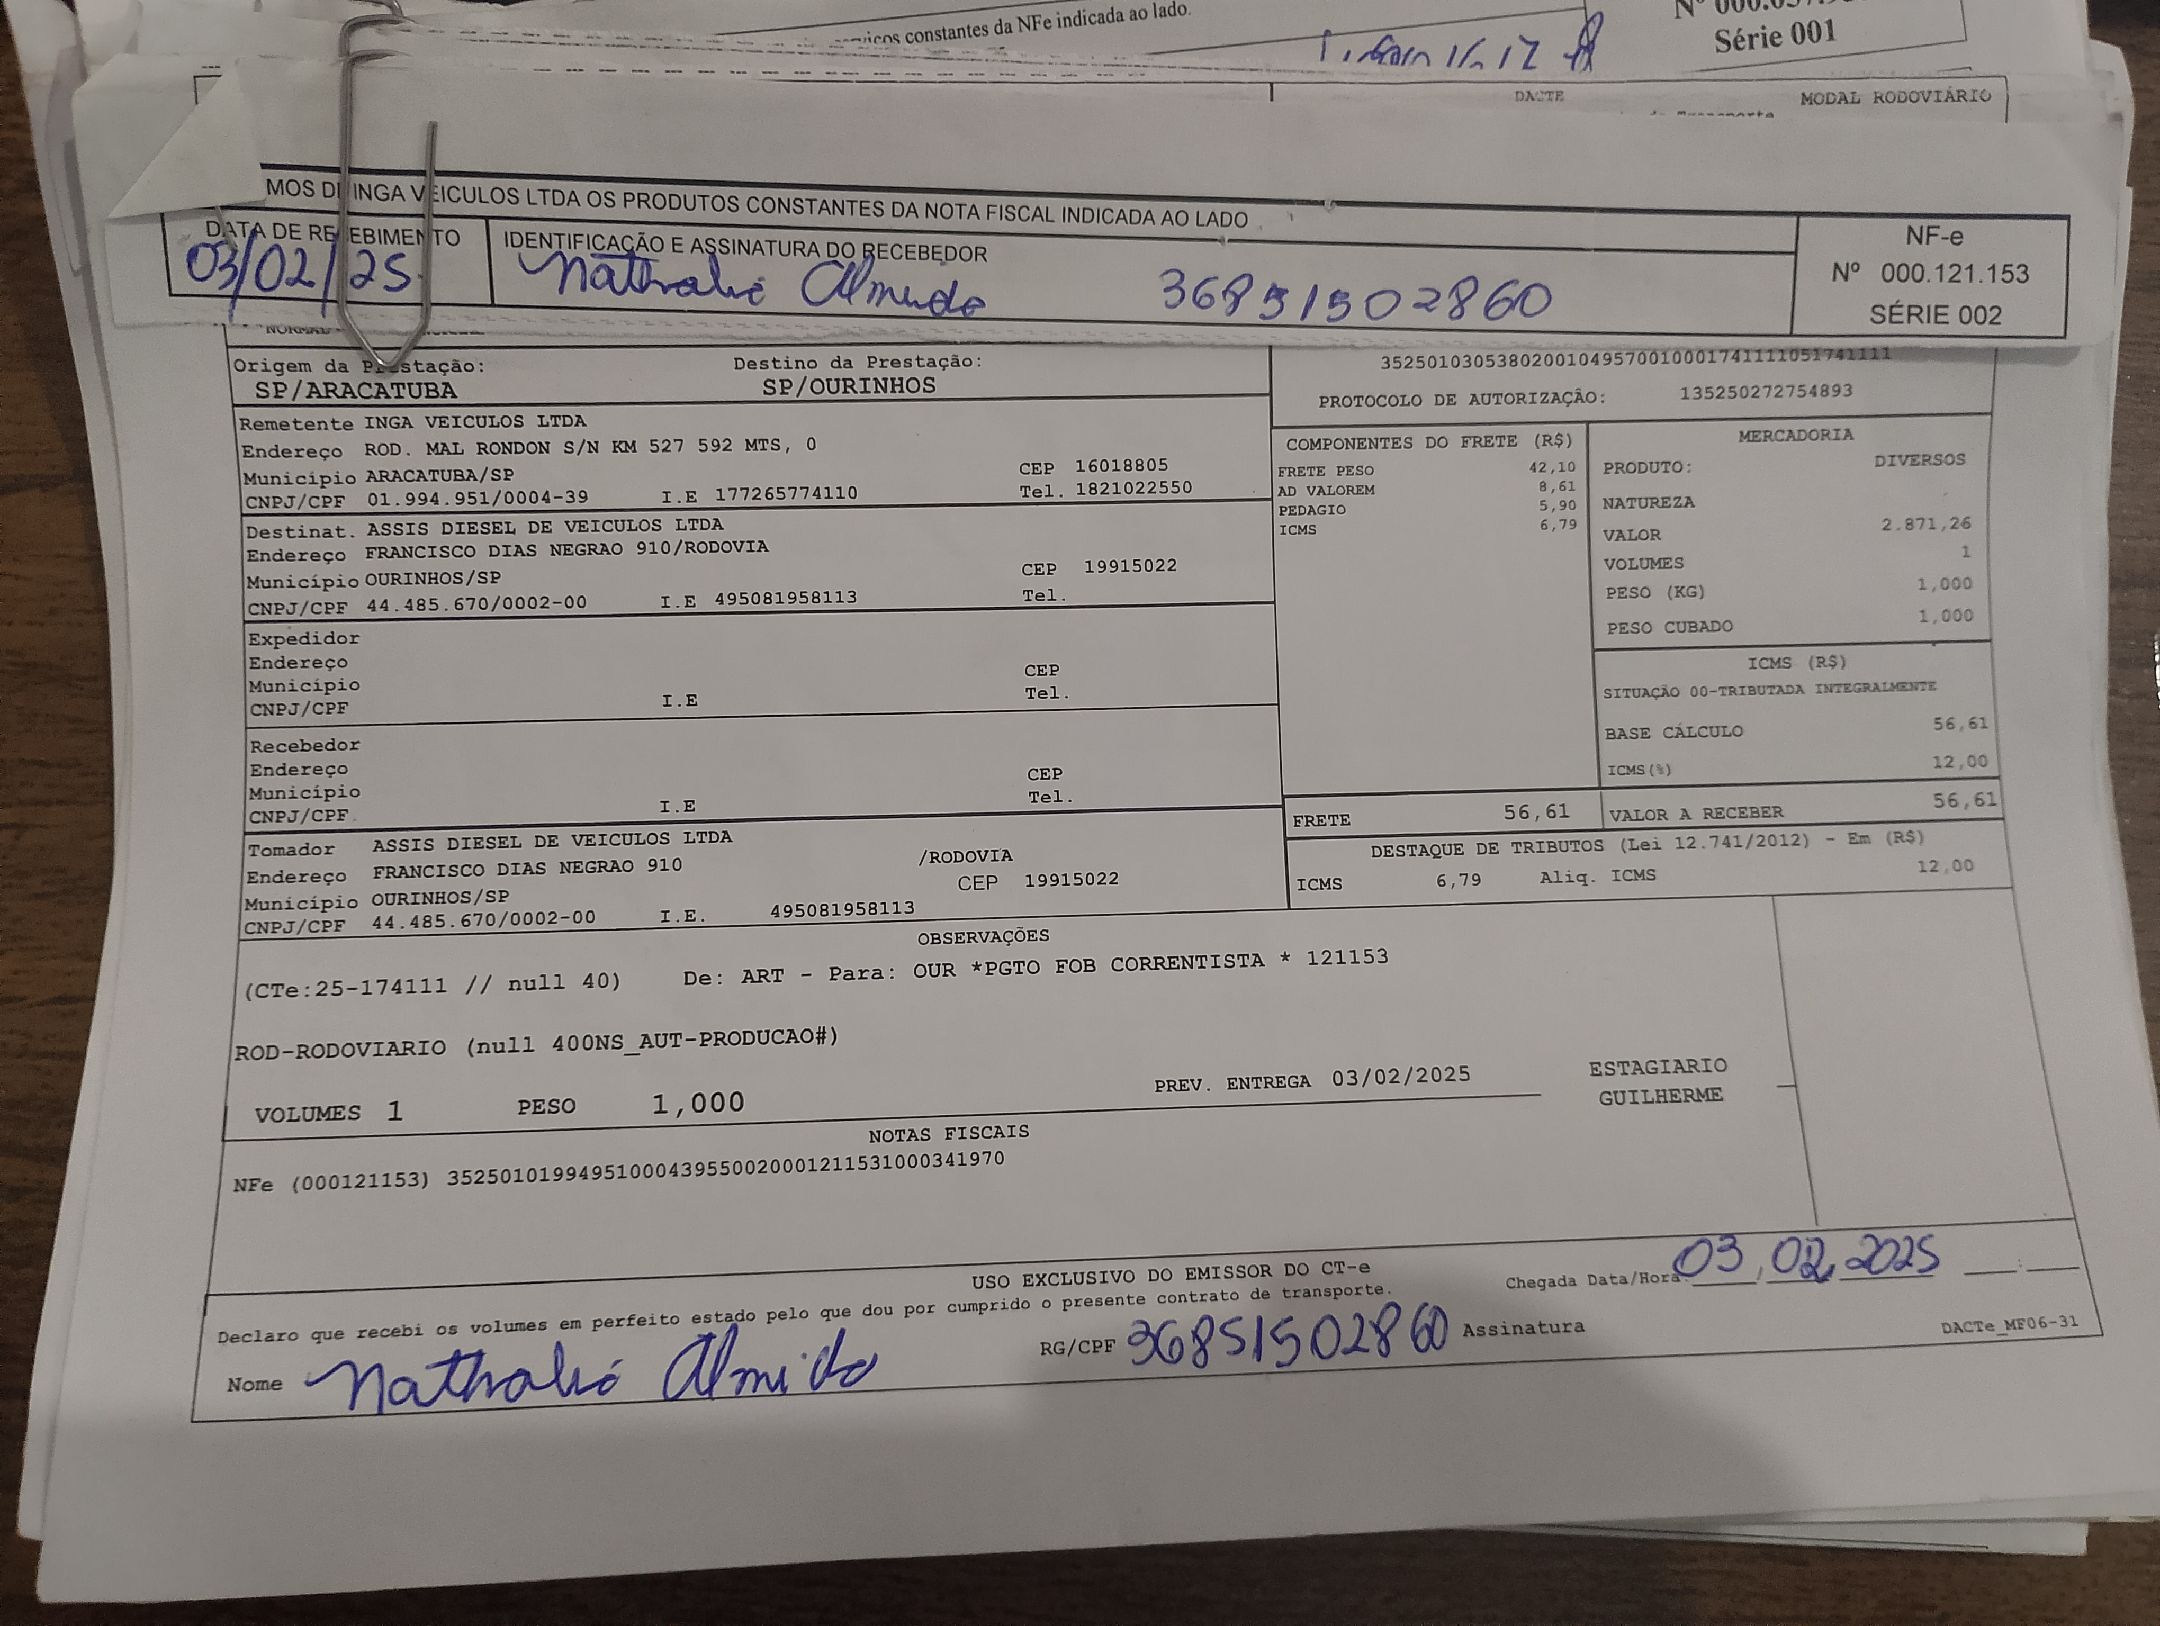 constantes da NFe indicada ao lado.
Série 001
DACTE MODAL RODOVIÁRIO
INGA VEICULOS LTDA OS PRODUTOS CONSTANTES DA NOTA FISCAL INDICADA AO LADO
DATA DE RECEBIMENTO IDENTIFICAÇÃO E ASSINATURA DO RECEBEDOR NF-e
03/02/25 Nathalia Almeida 36851502860 Nº 000.121.153
SÉRIE 002
Origem da Prestação: Destino da Prestação:
SP/ARACATUBA SP/OURINHOS
35250103053802001049570010001741111051741111
PROTOCOLO DE AUTORIZAÇÃO: 135250272754893
Remetente INGA VEICULOS LTDA
Endereço ROD. MAL RONDON S/N KM 527 592 MTS, 0
Município ARACATUBA/SP CEP 16018805
CNPJ/CPF 01.994.951/0004-39 I.E 177265774110 Tel. 1821022550
Destinat. ASSIS DIESEL DE VEICULOS LTDA
Endereço FRANCISCO DIAS NEGRAO 910/RODOVIA
Município OURINHOS/SP CEP 19915022
CNPJ/CPF 44.485.670/0002-00 I.E 495081958113 Tel.
Expedidor
Endereço
Município CEP
CNPJ/CPF I.E Tel.
Recebedor
Endereço
Município CEP
CNPJ/CPF I.E Tel.
Tomador ASSIS DIESEL DE VEICULOS LTDA
Endereço FRANCISCO DIAS NEGRAO 910 /RODOVIA
Município OURINHOS/SP CEP 19915022
CNPJ/CPF 44.485.670/0002-00 I.E. 495081958113
COMPONENTES DO FRETE (R$)
FRETE PESO 42,10
AD VALOREM 8,61
PEDAGIO 5,90
ICMS 6,79
MERCADORIA
PRODUTO: DIVERSOS
NATUREZA
VALOR 2.871,26
VOLUMES 1
PESO (KG) 1,000
PESO CUBADO 1,000
ICMS (R$)
SITUAÇÃO 00-TRIBUTADA INTEGRALMENTE
BASE CÁLCULO 56,61
ICMS(%) 12,00
FRETE 56,61 VALOR A RECEBER 56,61
DESTAQUE DE TRIBUTOS (Lei 12.741/2012) - Em (R$)
ICMS 6,79 Aliq. ICMS 12,00
OBSERVAÇÕES
(CTe:25-174111 // null 40) De: ART - Para: OUR *PGTO FOB CORRENTISTA * 121153
ROD-RODOVIARIO (null 400NS_AUT-PRODUCAO#)
VOLUMES 1 PESO 1,000 PREV. ENTREGA 03/02/2025 ESTAGIARIO
GUILHERME
NOTAS FISCAIS
NFe (000121153) 35250101994951000439550020001211531000341970
USO EXCLUSIVO DO EMISSOR DO CT-e
Declaro que recebi os volumes em perfeito estado pelo que dou por cumprido o presente contrato de transporte. Chegada Data/Hora 03 02 2025
Nome Nathalia Almeida RG/CPF 36851502860 Assinatura DACTe_MF06-31